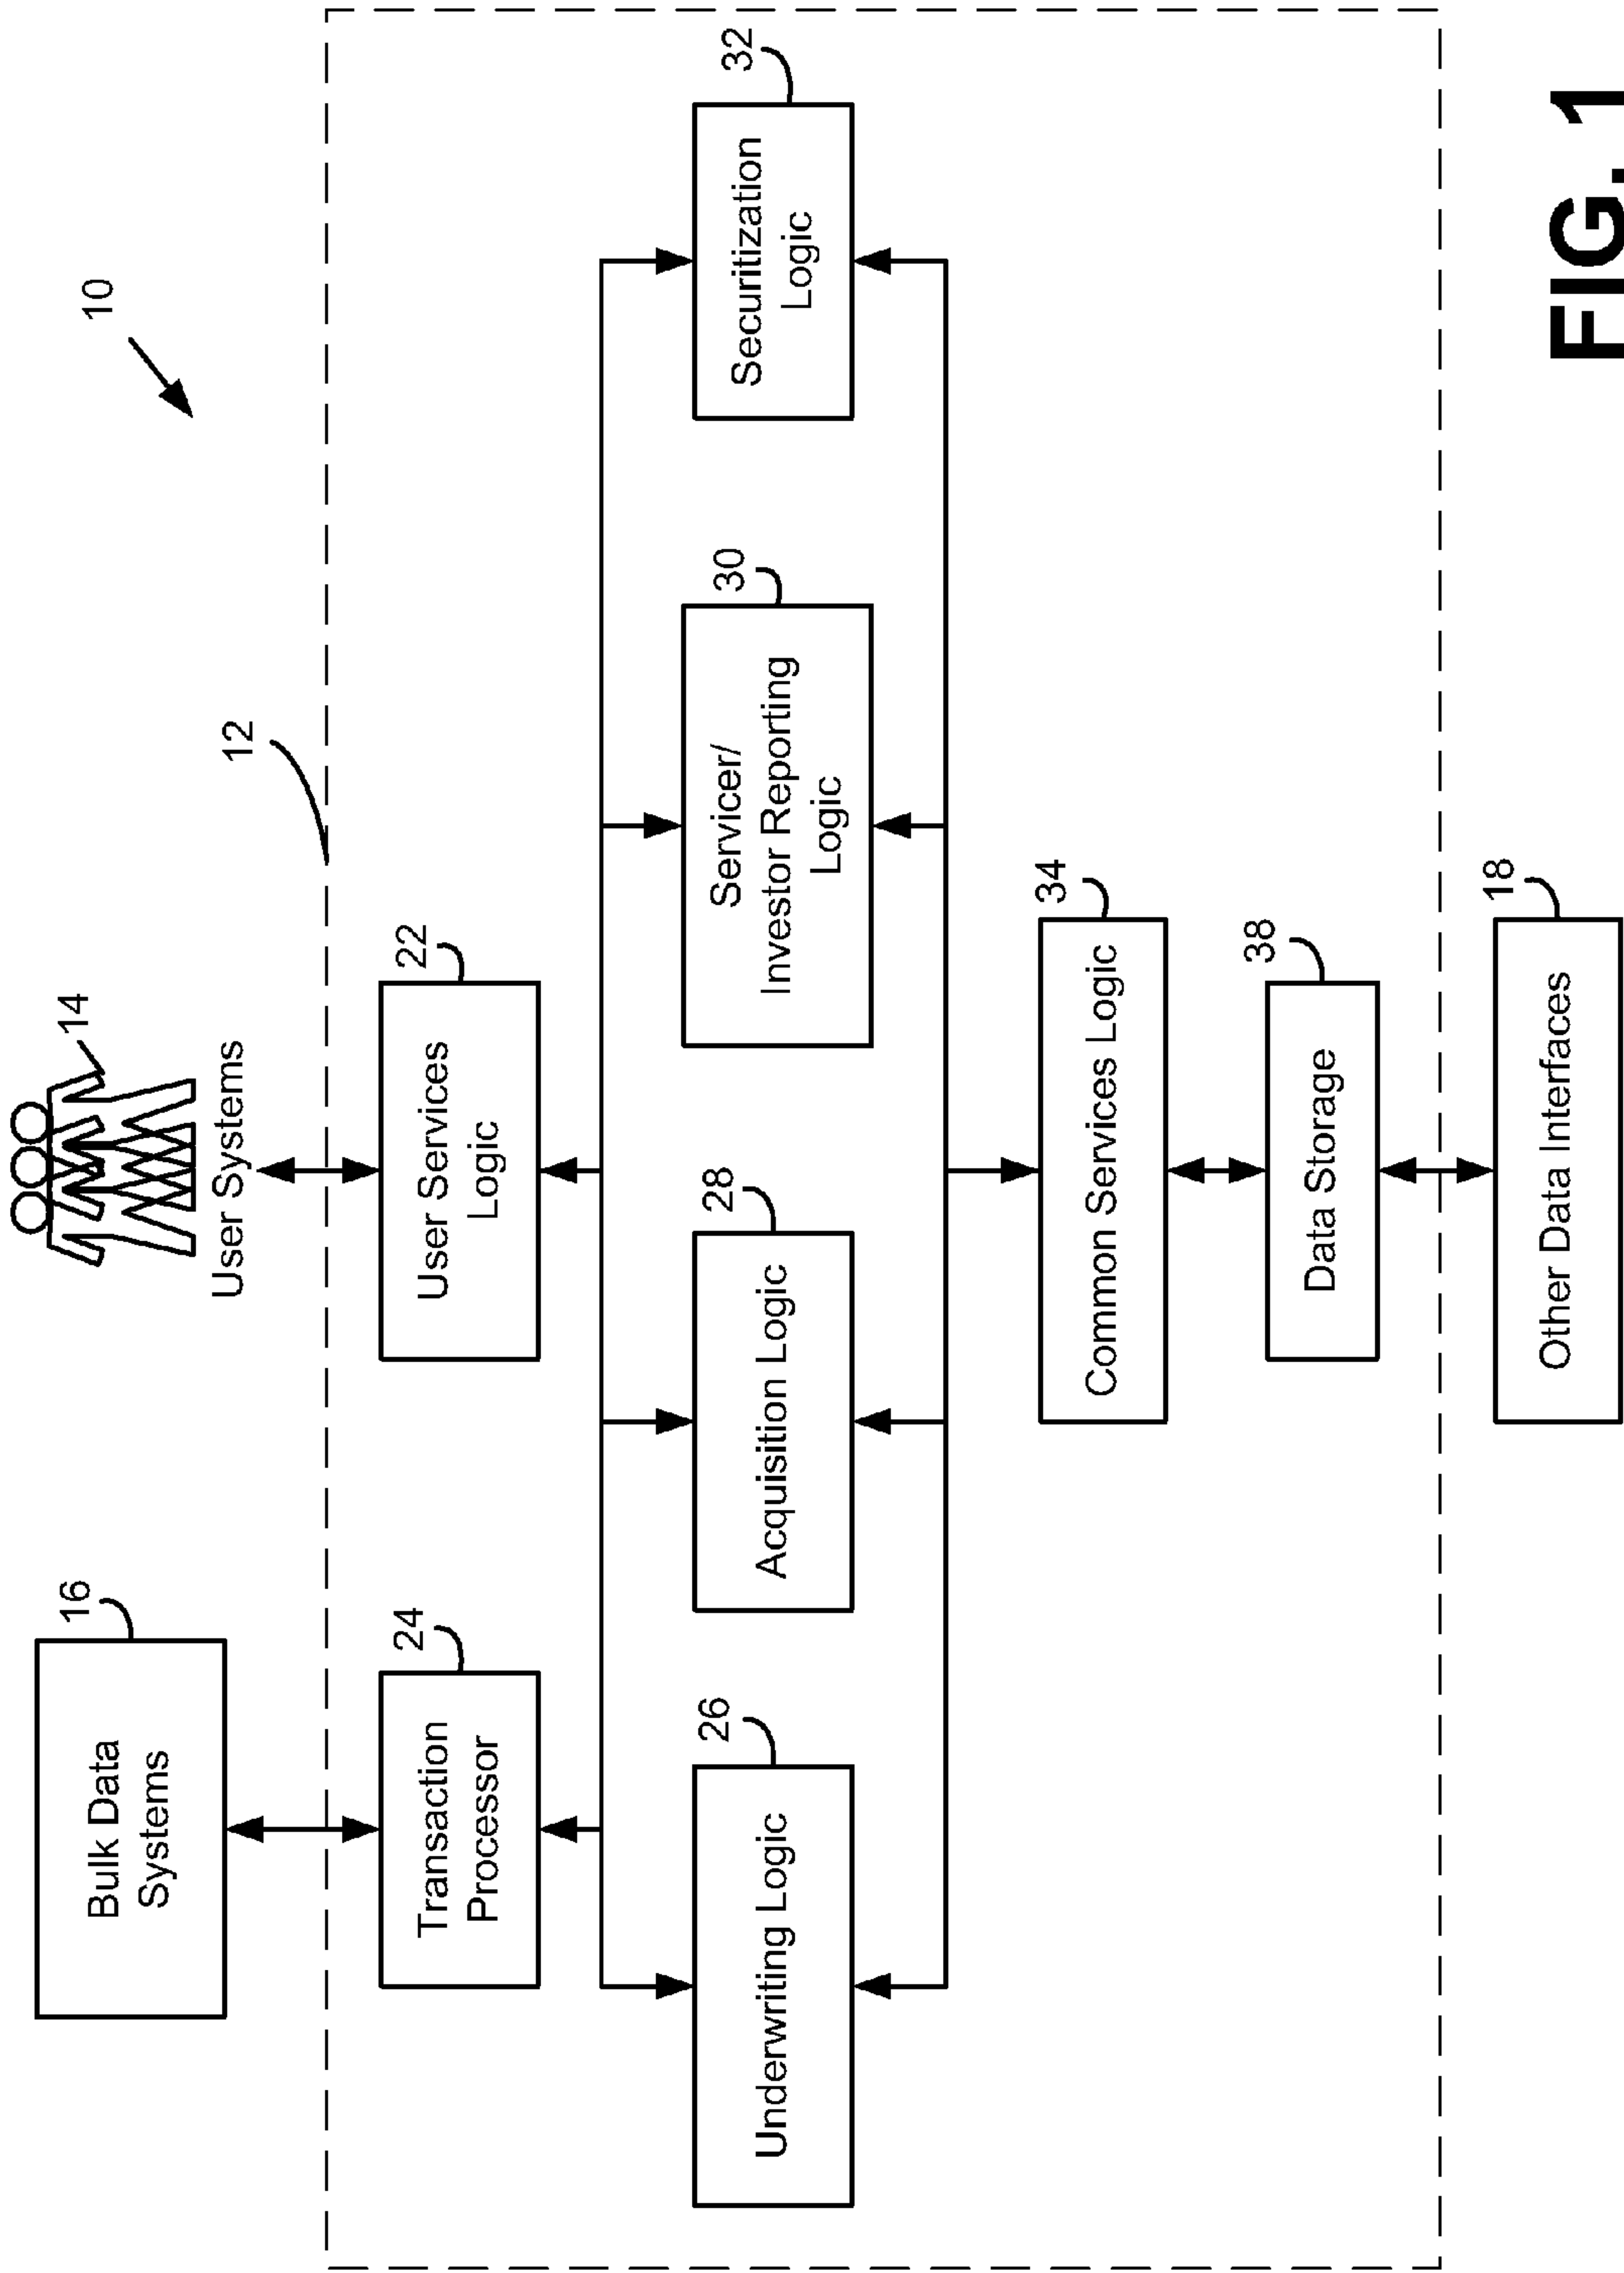 10
14
User Systems
16
Bulk Data
Systems
12
24
Transaction
Processor
22
User Services
Logic
26
Underwriting Logic
28
Acquisition Logic
30
Servicer/
Investor Reporting
Logic
32
Securitization
Logic
34
Common Services Logic
38
Data Storage
18
Other Data Interfaces
FIG. 1